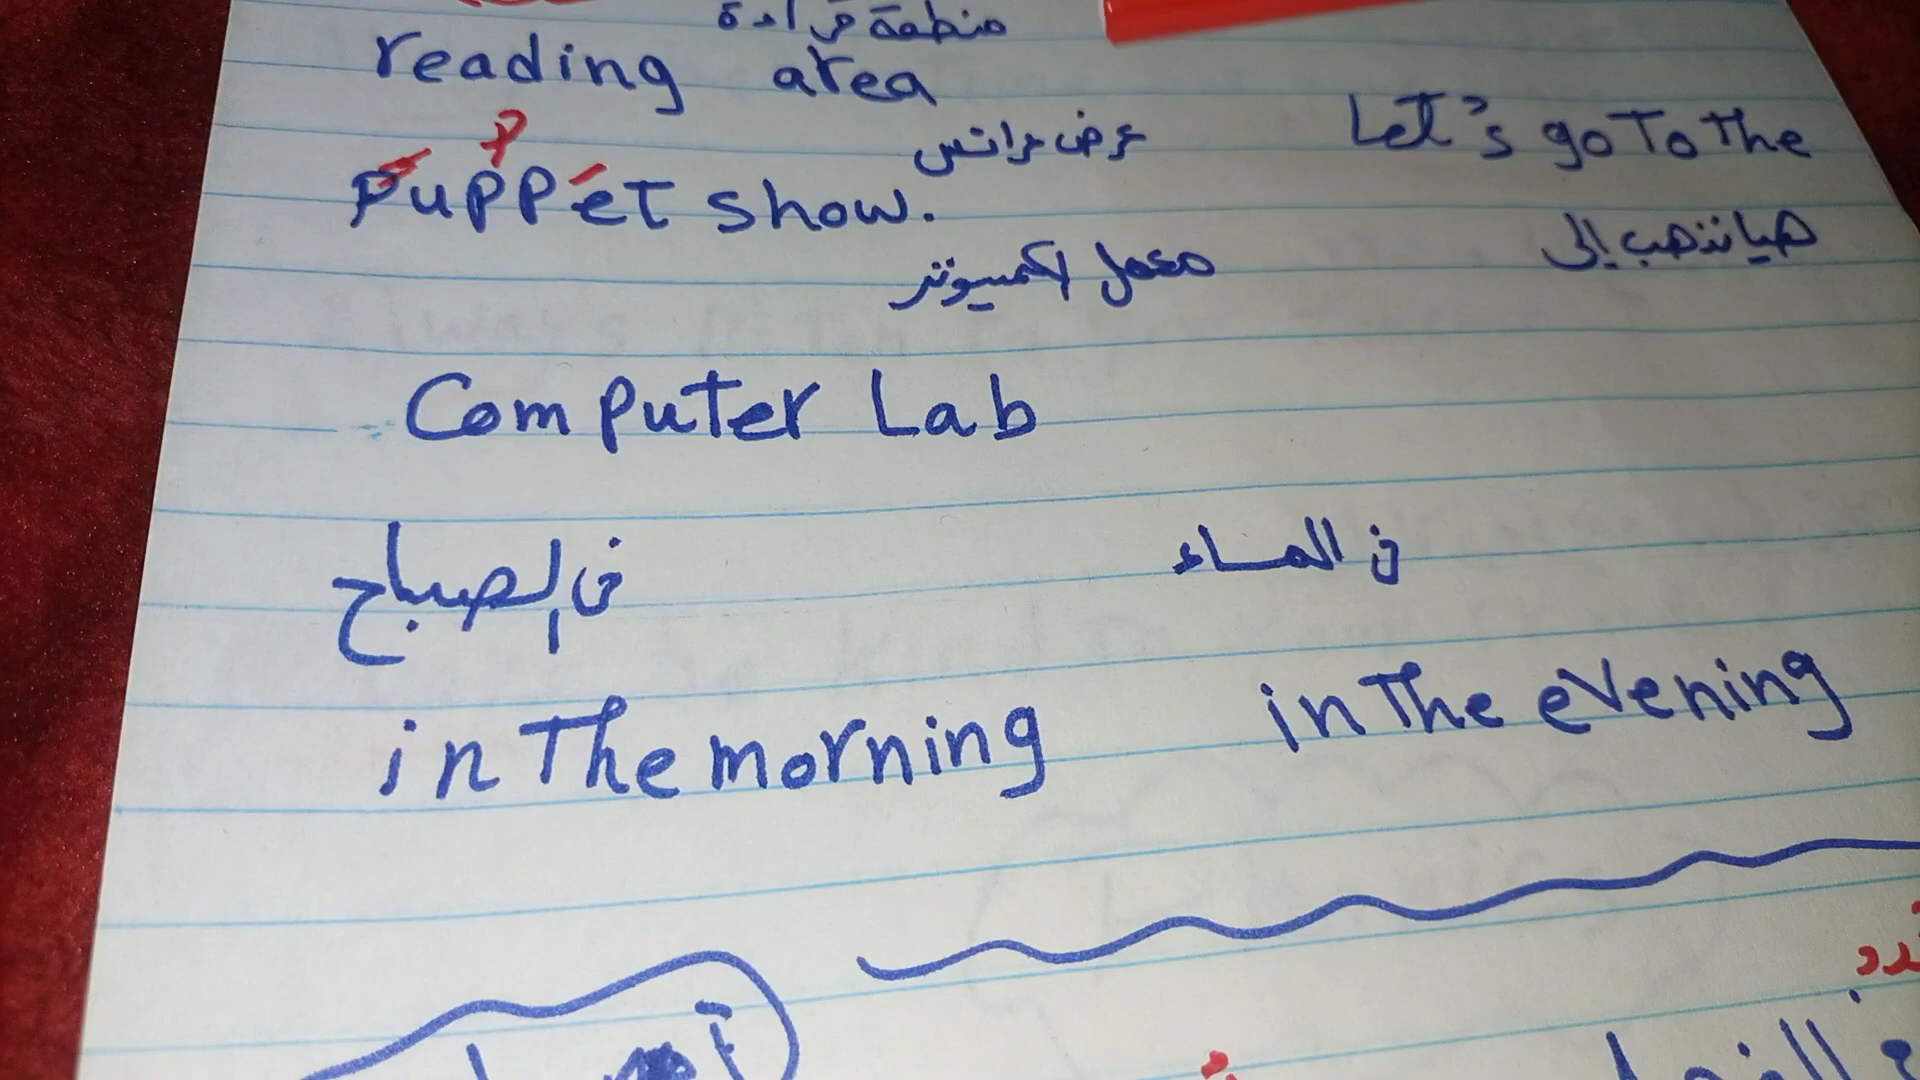 منطقة قراءة
reading area
عرض عرائس
Let's go To The
Puppet show.
هيا نذهب إلى
معمل الكمبيوتر
Computer Lab
في الصباح
في المساء
in The morning
in The evening